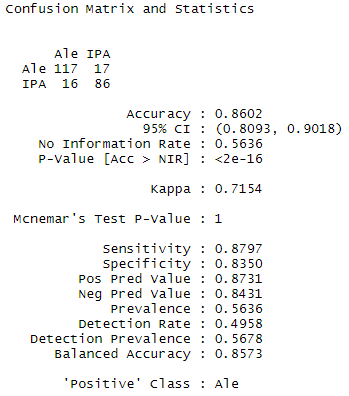 Confusion Matrix and Statistics
Ale IPA
Ale 117 17
IPA 16 86
Accuracy : 0.8602
95% CI : (0.8093, 0.9018)
No Information Rate : 0.5636
P-Value [Acc > NIR] : <2e-16
Kappa : 0.7154
Mcnemar's Test P-Value : 1
Sensitivity : 0.8797
Specificity : 0.8350
Pos Pred Value : 0.8731
Neg Pred Value : 0.8431
Prevalence : 0.5636
Detection Rate : 0.4958
Detection Prevalence : 0.5678
Balanced Accuracy : 0.8573
'Positive' Class : Ale